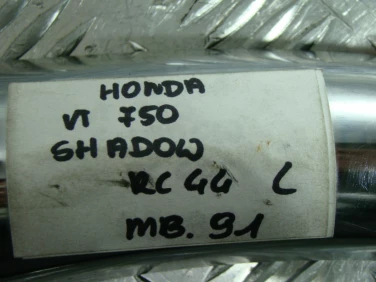 HONDA
VT 750
SHADOW
RC 44 L
MB. 91